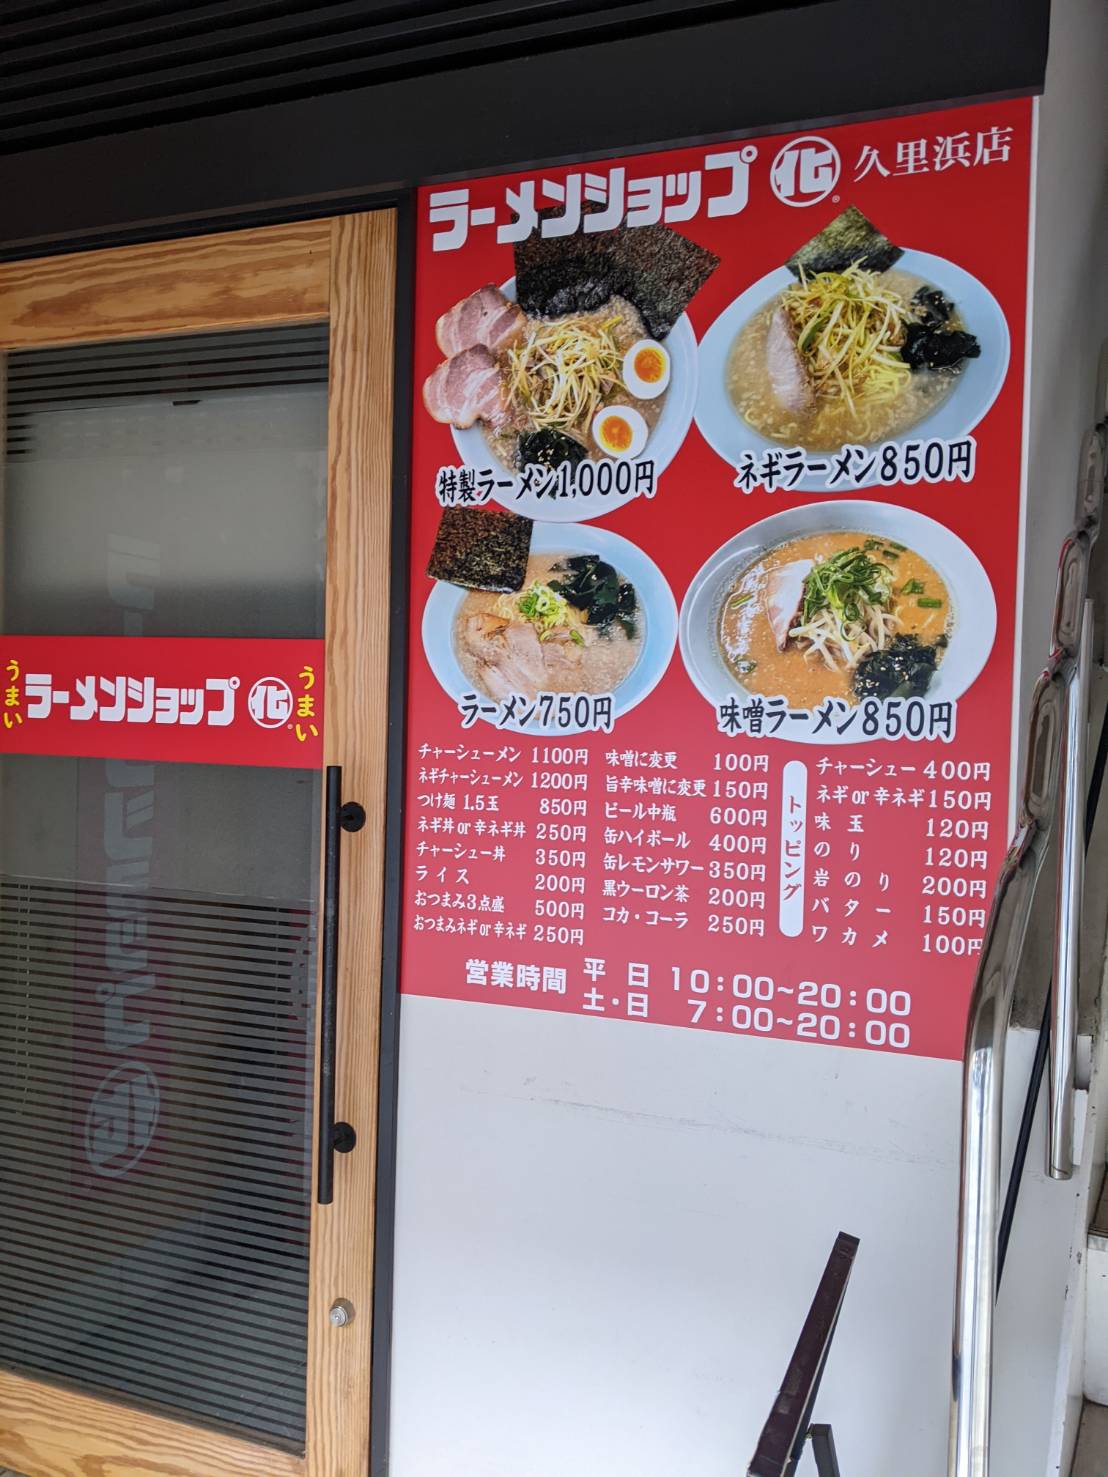 ラーメンショップ 化 久里浜店
特製ラーメン1,000円
ネギラーメン850円
ラーメン750円
味噌ラーメン850円
チャーシューメン 1100円
ネギチャーシューメン 1200円
つけ麺 1.5玉 850円
ネギ丼 or 辛ネギ丼 250円
チャーシュー丼 350円
ライス 200円
おつまみ3点盛 500円
おつまみネギ or 辛ネギ 250円
味噌に変更 100円
旨辛味噌に変更 150円
ビール中瓶 600円
缶ハイボール 400円
缶レモンサワー 350円
黒ウーロン茶 200円
コカ・コーラ 250円
トッピング
チャーシュー 400円
ネギ or 辛ネギ 150円
味玉 120円
のり 120円
岩のり 200円
バター 150円
ワカメ 100円
営業時間 平日 10:00~20:00
土・日 7:00~20:00
うまい ラーメンショップ 化 うまい